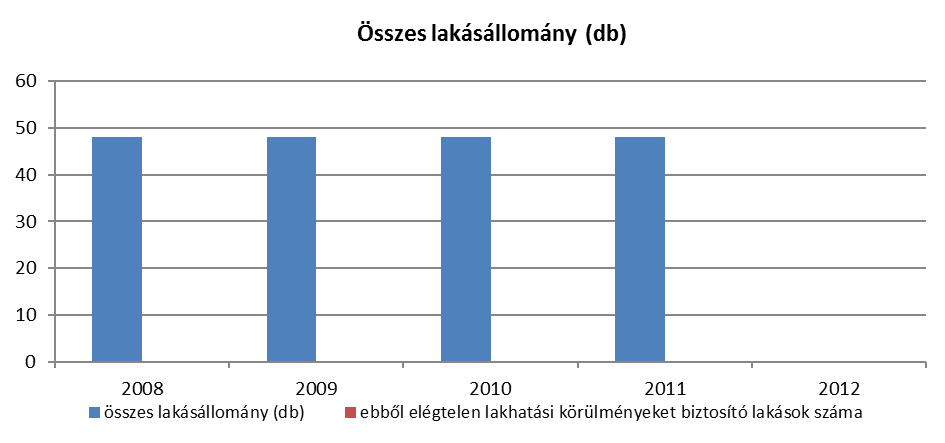 Összes lakásállomány (db)
60
50
40
30
20
10
0
2008 2009 2010 2011 2012
összes lakásállomány (db) ebből elégtelen lakhatási körülményeket biztosító lakások száma